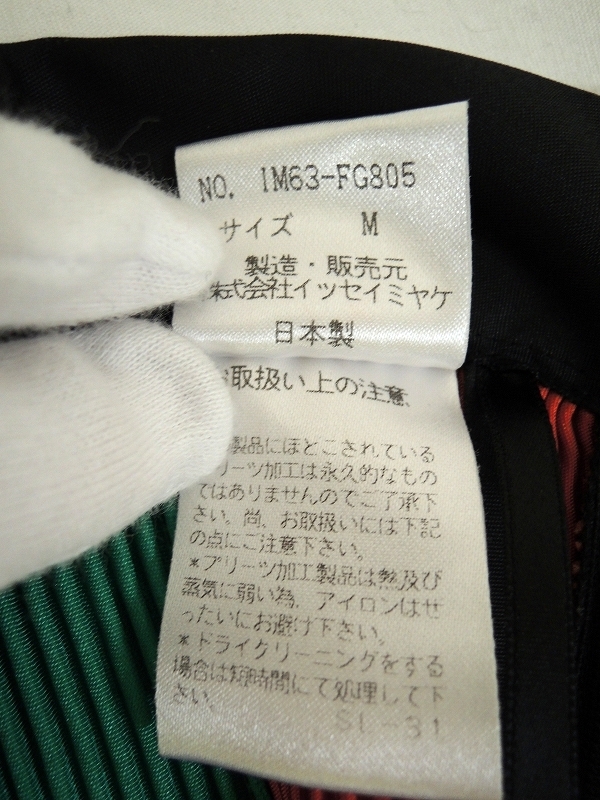 NO. IM63-FG805
サイズ M
製造・販売元
株式会社イッセイミヤケ
日本製
お取扱い上の注意
製品にほどこされている
リーツ加工は永久的なもの
ではありませんのでご了承下
さい。尚、お取扱いには下記
の点にご注意下さい。
*プリーツ加工製品は熱及び
蒸気に弱い為、アイロンはせ
ったいにお避け下さい。
*ドライクリーニングをする
場合は短時間にて処理して下
さい。
SI-31